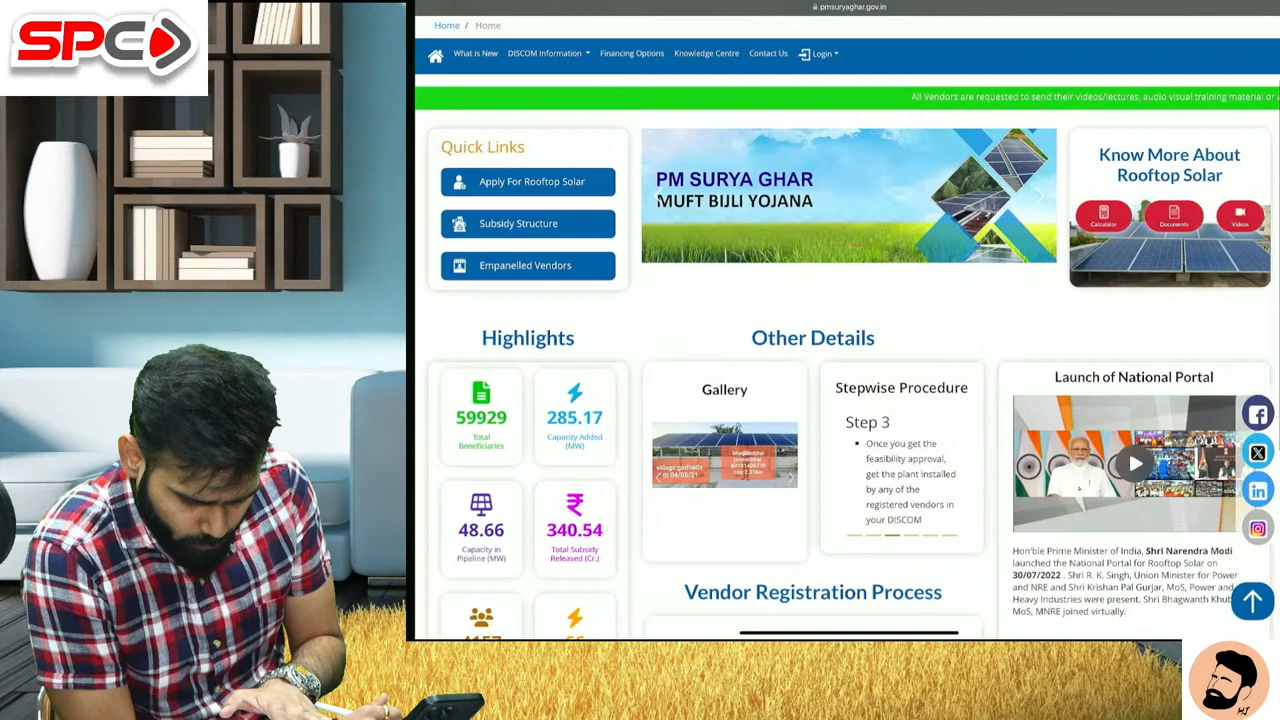 SPE
pmsuryaghar.gov.in
Home / Home
What is New DISCOM Information Financing Options Knowledge Centre Contact Us Login
All Vendors are requested to send their videos/lectures, audio visual training material or
Quick Links
Apply For Rooftop Solar
Subsidy Structure
Empanelled Vendors
PM SURYA GHAR
MUFT BIJLI YOJANA
Know More About
Rooftop Solar
Calculator
Documents
Videos
Highlights
59929
Total
Beneficiaries
285.17
Capacity Added
(MW)
48.66
Capacity in
Pipeline (MW)
340.54
Total Subsidy
Released (Cr.)
Other Details
Gallery
Stepwise Procedure
Step 3
Once you get the
feasibility approval,
get the plant installed
by any of the
registered vendors in
your DISCOM
Launch of National Portal
Hon'ble Prime Minister of India, Shri Narendra Modi
launched the National Portal for Rooftop Solar on
30/07/2022 . Shri R. K. Singh, Union Minister for Power
and NRE and Shri Krishan Pal Gurjar, MoS, Power and
Heavy Industries were present. Shri Bhagwanth Khub
MoS, MNRE joined virtually.
Vendor Registration Process
HJ